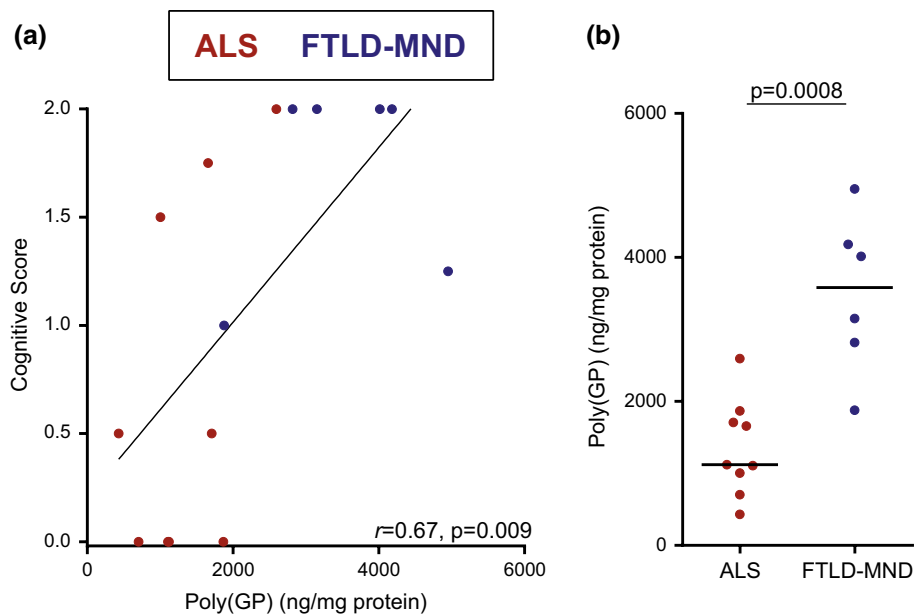 (a)
ALS FTLD-MND
2.0
1.5
1.0
0.5
0.0
Cognitive Score
r=0.67, p=0.009
0 2000 4000 6000
Poly(GP) (ng/mg protein)
(b)
p=0.0008
6000
4000
2000
0
Poly(GP) (ng/mg protein)
ALS FTLD-MND